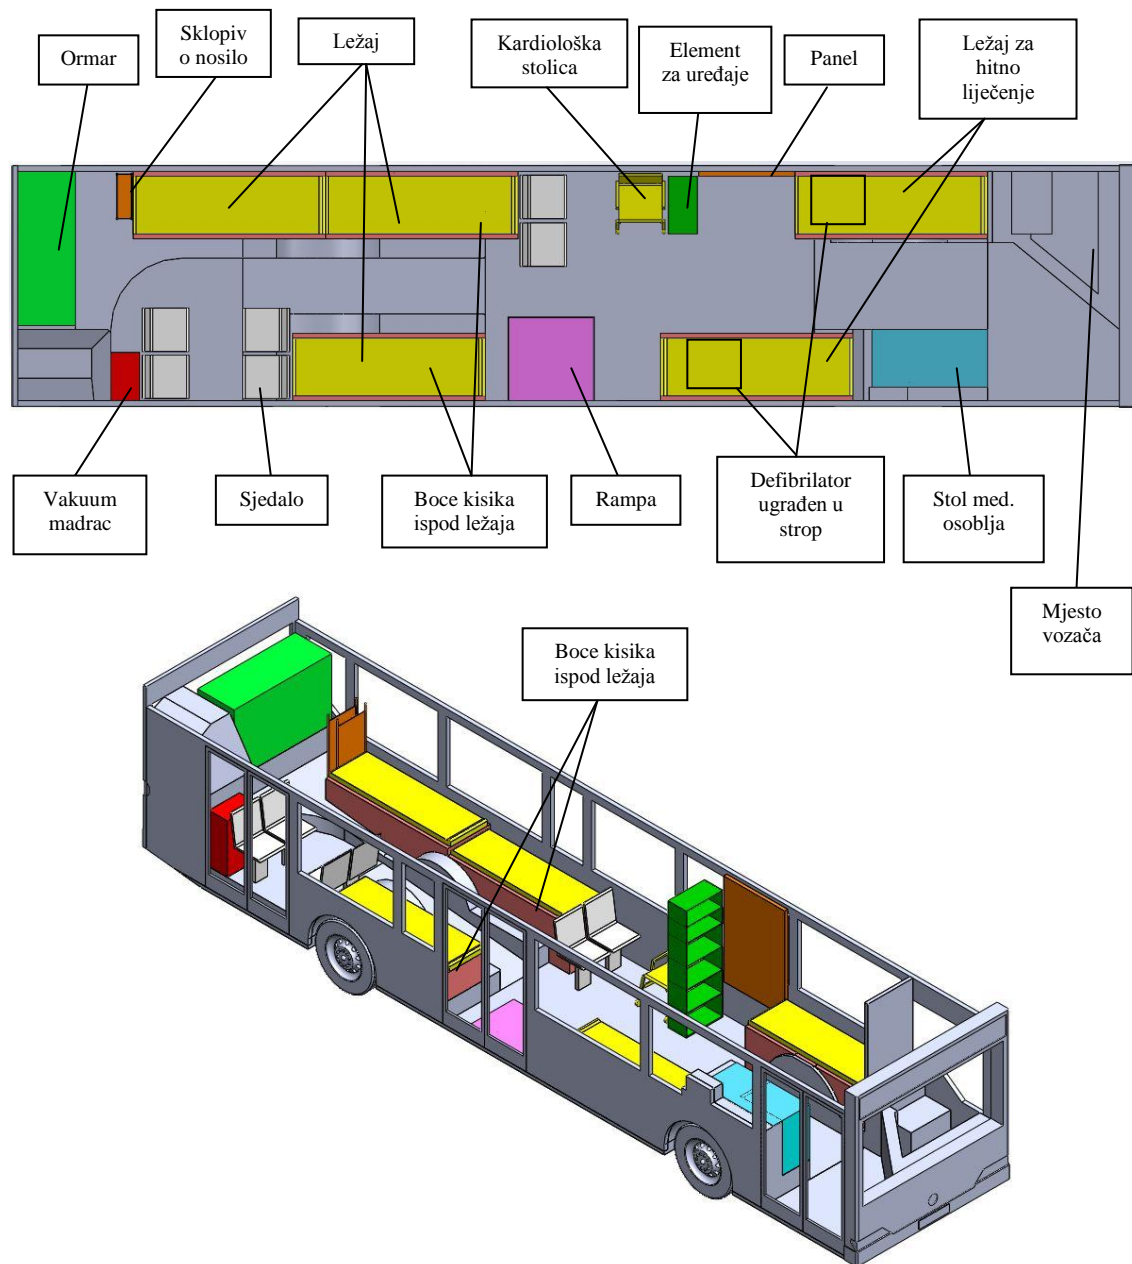 Ormar
Sklopiv
o nosilo
Ležaj
Kardiološka
stolica
Element
za uređaje
Panel
Ležaj za
hitno
liječenje
Vakuum
madrac
Sjedalo
Boce kisika
ispod ležaja
Rampa
Defibrilator
ugrađen u
strop
Stol med.
osoblja
Mjesto
vozača
Boce kisika
ispod ležaja